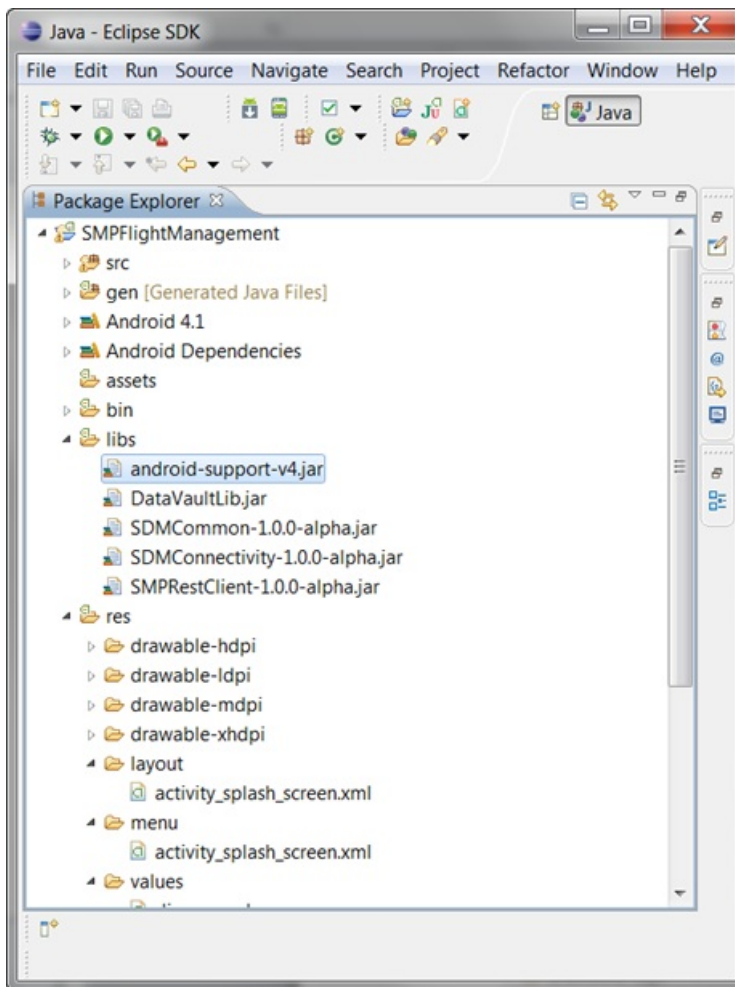 Java - Eclipse SDK
File Edit Run Source Navigate Search Project Refactor Window Help
Java
Package Explorer
SMPFlightManagement
src
gen [Generated Java Files]
Android 4.1
Android Dependencies
assets
bin
libs
android-support-v4.jar
DataVaultLib.jar
SDMCommon-1.0.0-alpha.jar
SDMConnectivity-1.0.0-alpha.jar
SMPRestClient-1.0.0-alpha.jar
res
drawable-hdpi
drawable-ldpi
drawable-mdpi
drawable-xhdpi
layout
activity_splash_screen.xml
menu
activity_splash_screen.xml
values